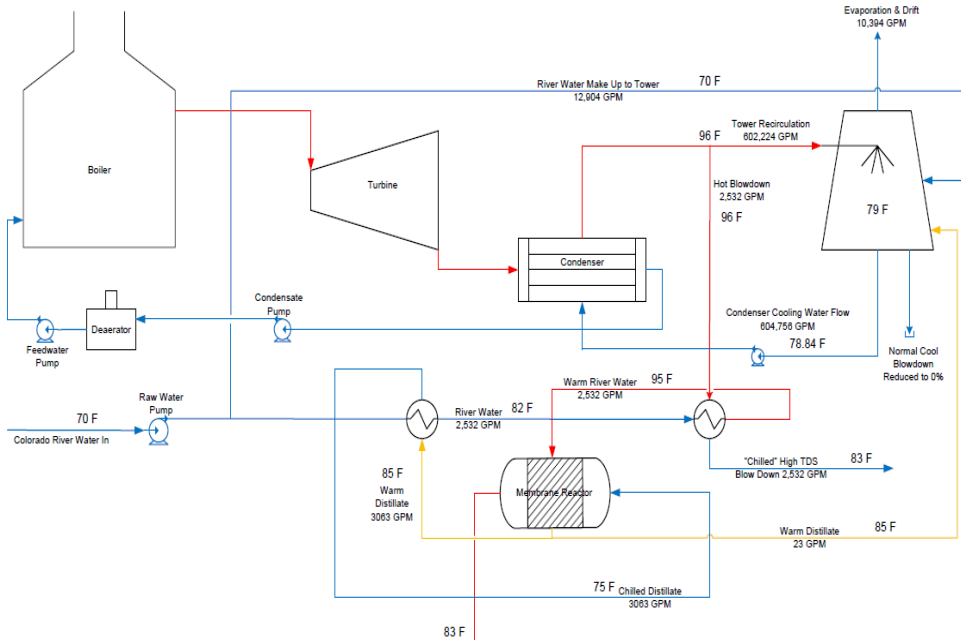 Evaporation & Drift
10,394 GPM
River Water Make Up to Tower
12,904 GPM
70 F
Tower Recirculation
602,224 GPM
96 F
Boiler
Turbine
Hot Blowdown
2,532 GPM
96 F
79 F
Condenser
Condensate
Pump
Condenser Cooling Water Flow
604,756 GPM
78.84 F
Deaerator
Feedwater
Pump
Normal Cool
Blowdown
Reduced to 0%
Warm River Water
2,532 GPM
95 F
Raw Water
Pump
70 F
Colorado River Water In
River Water
2,532 GPM
82 F
"Chilled" High TDS
Blow Down 2,532 GPM
83 F
85 F
Warm
Distillate
3063 GPM
Membrane Reactor
Warm Distillate
23 GPM
85 F
75 F
Chilled Distillate
3063 GPM
83 F